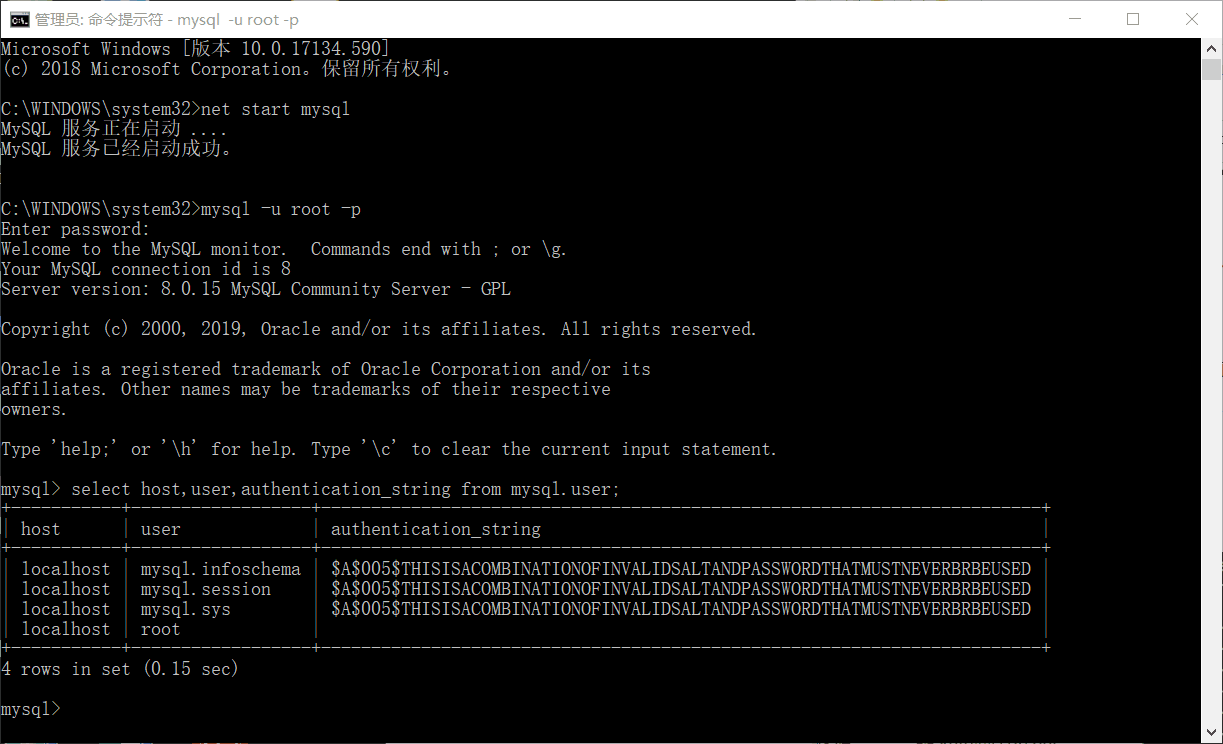 管理员: 命令提示符 - mysql -u root -p
Microsoft Windows [版本 10.0.17134.590]
(c) 2018 Microsoft Corporation。保留所有权利。
C:\WINDOWS\system32>net start mysql
MySQL 服务正在启动 ....
MySQL 服务已经启动成功。
C:\WINDOWS\system32>mysql -u root -p
Enter password:
Welcome to the MySQL monitor.  Commands end with ; or \g.
Your MySQL connection id is 8
Server version: 8.0.15 MySQL Community Server - GPL
Copyright (c) 2000, 2019, Oracle and/or its affiliates. All rights reserved.
Oracle is a registered trademark of Oracle Corporation and/or its
affiliates. Other names may be trademarks of their respective
owners.
Type 'help;' or '\h' for help. Type '\c' to clear the current input statement.
mysql> select host,user,authentication_string from mysql.user;
| host | user | authentication_string |
| localhost | mysql.infoschema | $A$005$THISISACOMBINATIONOFINVALIDSALTANDPASSWORDTHATMUSTNEVERBRBEUSED |
| localhost | mysql.session | $A$005$THISISACOMBINATIONOFINVALIDSALTANDPASSWORDTHATMUSTNEVERBRBEUSED |
| localhost | mysql.sys | $A$005$THISISACOMBINATIONOFINVALIDSALTANDPASSWORDTHATMUSTNEVERBRBEUSED |
| localhost | root | |
4 rows in set (0.15 sec)
mysql>